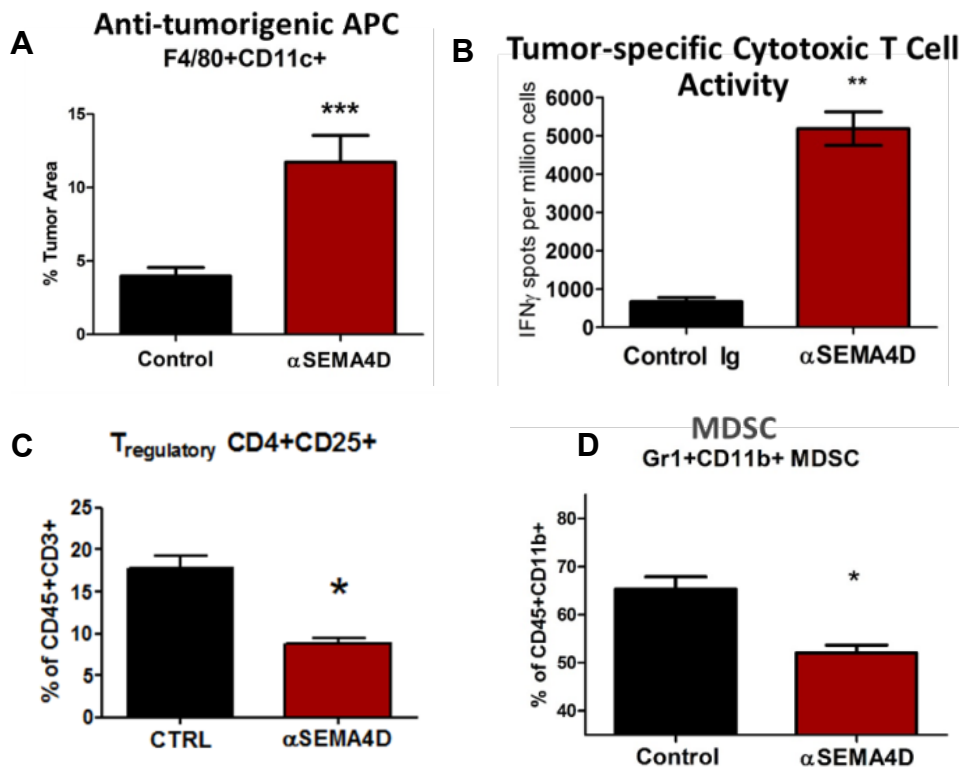 A
Anti-tumorigenic APC
F4/80+CD11c+
***
% Tumor Area
15
10
5
0
Control
αSEMA4D
B
Tumor-specific Cytotoxic T Cell
Activity
**
IFNγ spots per million cells
6000
5000
4000
3000
2000
1000
0
Control Ig
αSEMA4D
C
Tregulatory CD4+CD25+
*
% of CD45+CD3+
25
20
15
10
5
0
CTRL
αSEMA4D
D
MDSC
Gr1+CD11b+ MDSC
*
% of CD45+CD11b+
80
70
60
50
40
Control
αSEMA4D